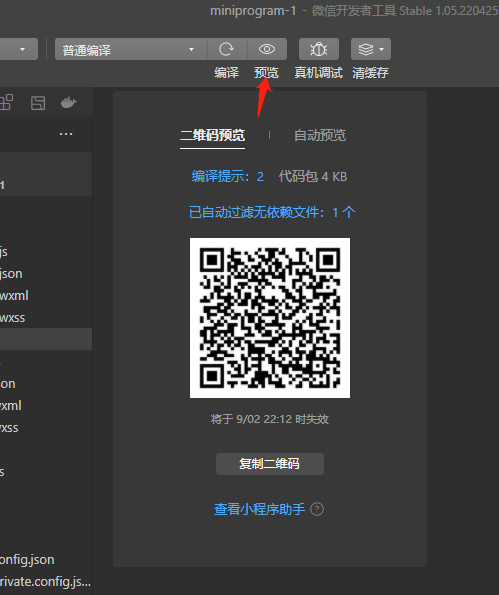 miniprogram-1 - 微信开发者工具 Stable 1.05.220425
普通编译
编译 预览 真机调试 清缓存
...
二维码预览 | 自动预览
1
编译提示：2 代码包 4 KB
已自动过滤无依赖文件：1 个
js
json
wxml
wxss
on
xml
xss
s
将于 9/02 22:12 时失效
复制二维码
查看小程序助手 ?
onfig.json
rivate.config.js...